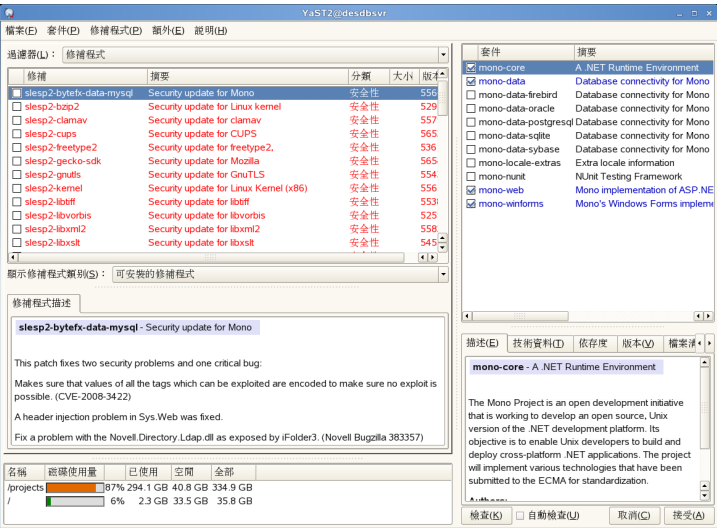 YaST2@desdbsvr
檔案(F) 套件(P) 修補程式(P) 額外(E) 說明(H)
過濾器(L)： 修補程式
修補 摘要 分類 大小 版本
slesp2-bytefx-data-mysql Security update for Mono 安全性 556
slesp2-bzip2 Security update for Linux kernel 安全性 529
slesp2-clamav Security update for clamav 安全性 557
slesp2-cups Security update for CUPS 安全性 565
slesp2-freetype2 Security update for freetype2, 安全性 536
slesp2-gecko-sdk Security update for Mozilla 安全性 565
slesp2-gnutls Security update for GnuTLS 安全性 554
slesp2-kernel Security update for Linux Kernel (x86) 安全性 556
slesp2-libtiff Security update for libtiff 安全性 553
slesp2-libvorbis Security update for libvorbis 安全性 525
slesp2-libxml2 Security update for libxml2 安全性 558
slesp2-libxslt Security update for libxslt 安全性 545
顯示修補程式類別(S)： 可安裝的修補程式
修補程式描述
slesp2-bytefx-data-mysql - Security update for Mono
This patch fixes two security problems and one critical bug:
Makes sure that values of all the tags which can be exploited are encoded to make sure no exploit is
possible. (CVE-2008-3422)
A header injection problem in Sys.Web was fixed.
Fix a problem with the Novell.Directory.Ldap.dll as exposed by iFolder3. (Novell Bugzilla 383357)
名稱 磁碟使用量 已使用 空閒 全部
/projects 87% 294.1 GB 40.8 GB 334.9 GB
/ 6% 2.3 GB 33.5 GB 35.8 GB
套件 摘要
mono-core A .NET Runtime Environment
mono-data Database connectivity for Mono
mono-data-firebird Database connectivity for Mono
mono-data-oracle Database connectivity for Mono
mono-data-postgresql Database connectivity for Mono
mono-data-sqlite Database connectivity for Mono
mono-data-sybase Database connectivity for Mono
mono-locale-extras Extra locale information
mono-nunit NUnit Testing Framework
mono-web Mono implementation of ASP.NE
mono-winforms Mono's Windows Forms impleme
描述(E) 技術資料(T) 依存度 版本(V) 檔案清
mono-core - A .NET Runtime Environment
The Mono Project is an open development initiative
that is working to develop an open source, Unix
version of the .NET development platform. Its
objective is to enable Unix developers to build and
deploy cross-platform .NET applications. The project
will implement various technologies that have been
submitted to the ECMA for standardization.
Authors:
檢查(K) 自動檢查(U) 取消(C) 接受(A)